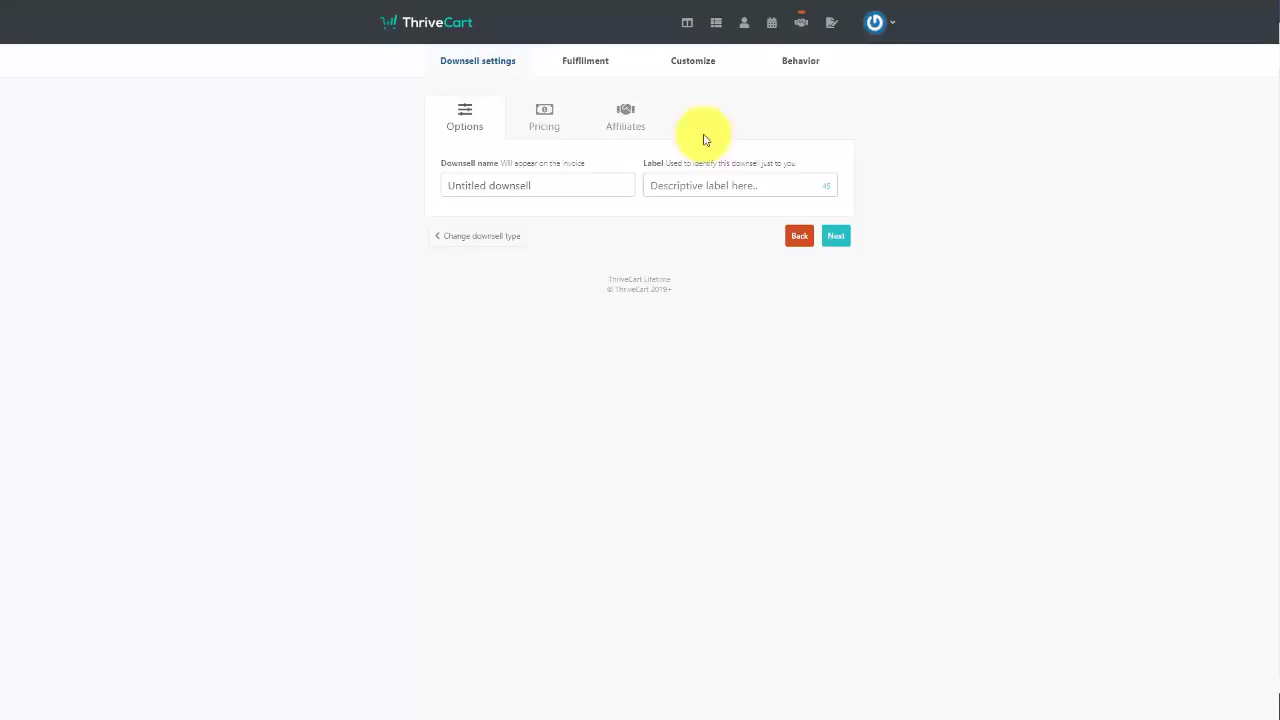 ThriveCart
Downsell settings Fulfillment Customize Behavior
Options Pricing Affiliates
Downsell name Will appear on the invoice Label Used to identify this downsell just to you
Untitled downsell Descriptive label here.. 45
Change downsell type Back Next
ThriveCart Lifetime
© ThriveCart 2019+